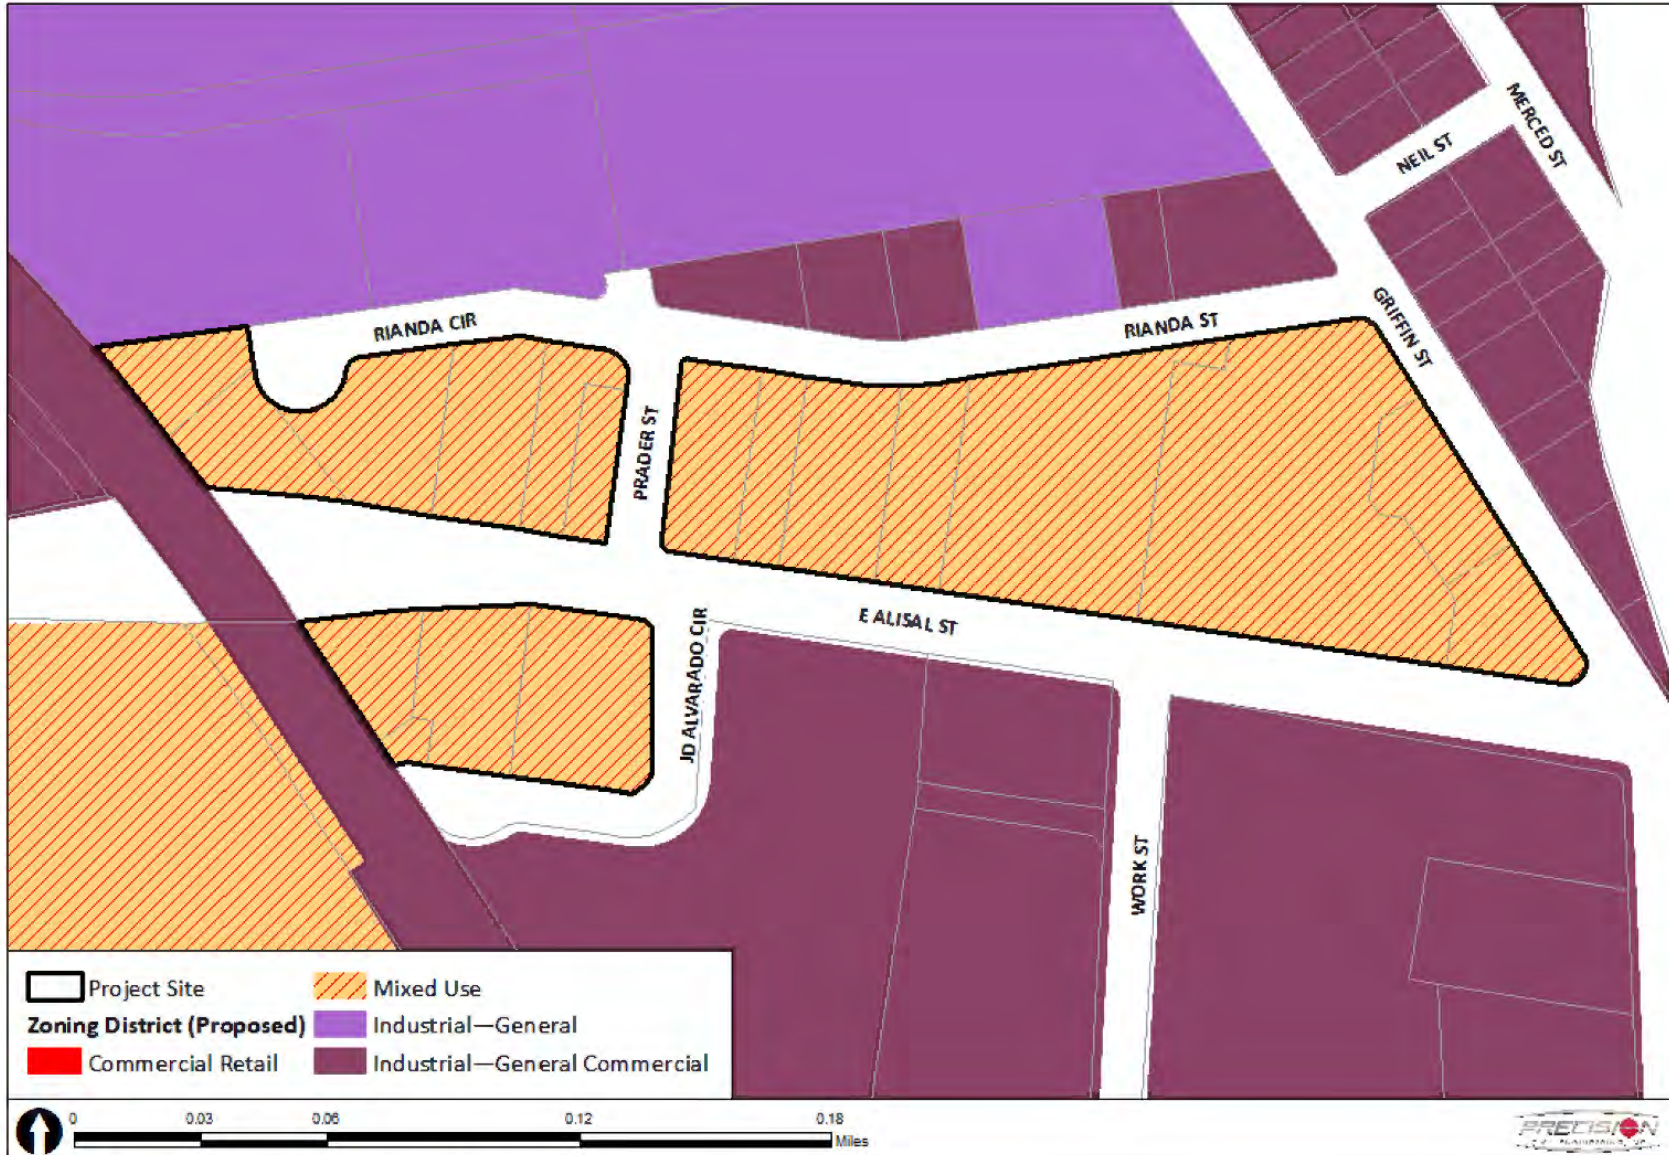 MERCED ST
NEIL ST
GRIFFIN ST
RIANDA CIR
RIANDA ST
PRADER ST
E ALISAL ST
JD ALVARADO CIR
WORK ST
Project Site
Mixed Use
Zoning District (Proposed)
Industrial—General
Commercial Retail
Industrial—General Commercial
0 0.03 0.06 0.12 0.18
Miles
PRECISION